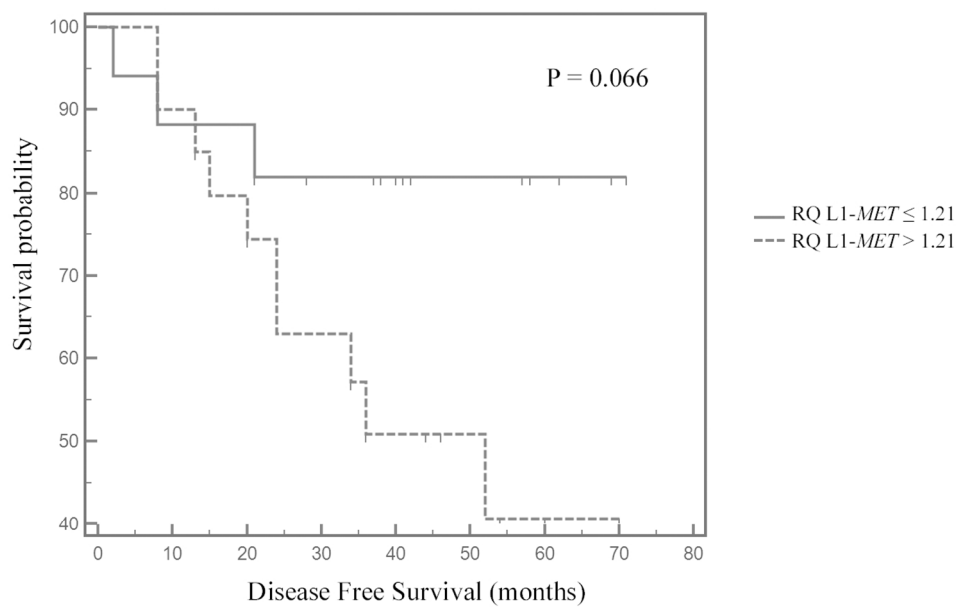 100
90
80
70
60
50
40
Survival probability
P = 0.066
RQ L1-MET ≤ 1.21
RQ L1-MET > 1.21
0 10 20 30 40 50 60 70 80
Disease Free Survival (months)